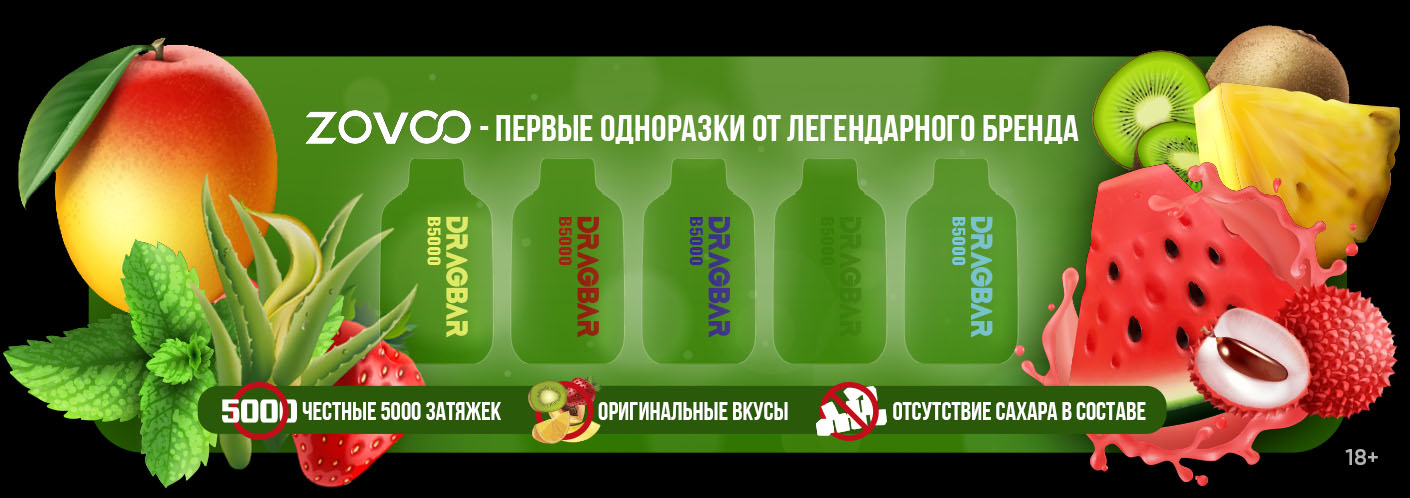 ZOVOO - ПЕРВЫЕ ОДНОРАЗКИ ОТ ЛЕГЕНДАРНОГО БРЕНДА
DRAGBAR
B5000
DRAGBAR
B5000
DRAGBAR
B5000
DRAGBAR
B5000
DRAGBAR
B5000
5000 ЧЕСТНЫЕ 5000 ЗАТЯЖЕК
ОРИГИНАЛЬНЫЕ ВКУСЫ
ОТСУТСТВИЕ САХАРА В СОСТАВЕ
18+